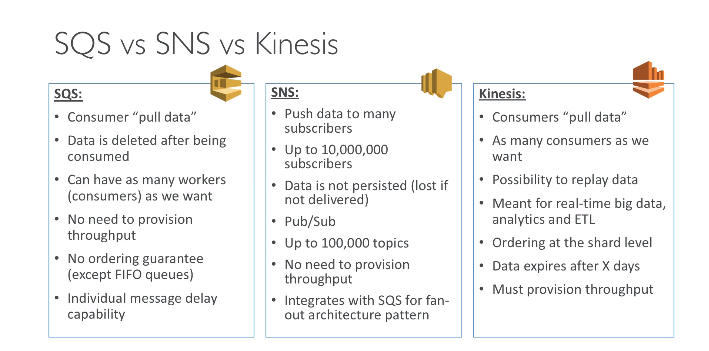 SQS vs SNS vs Kinesis
SQS:
• Consumer “pull data”
• Data is deleted after being
consumed
• Can have as many workers
(consumers) as we want
• No need to provision
throughput
• No ordering guarantee
(except FIFO queues)
• Individual message delay
capability
SNS:
• Push data to many
subscribers
• Up to 10,000,000
subscribers
• Data is not persisted (lost if
not delivered)
• Pub/Sub
• Up to 100,000 topics
• No need to provision
throughput
• Integrates with SQS for fan-
out architecture pattern
Kinesis:
• Consumers “pull data”
• As many consumers as we
want
• Possibility to replay data
• Meant for real-time big data,
analytics and ETL
• Ordering at the shard level
• Data expires after X days
• Must provision throughput